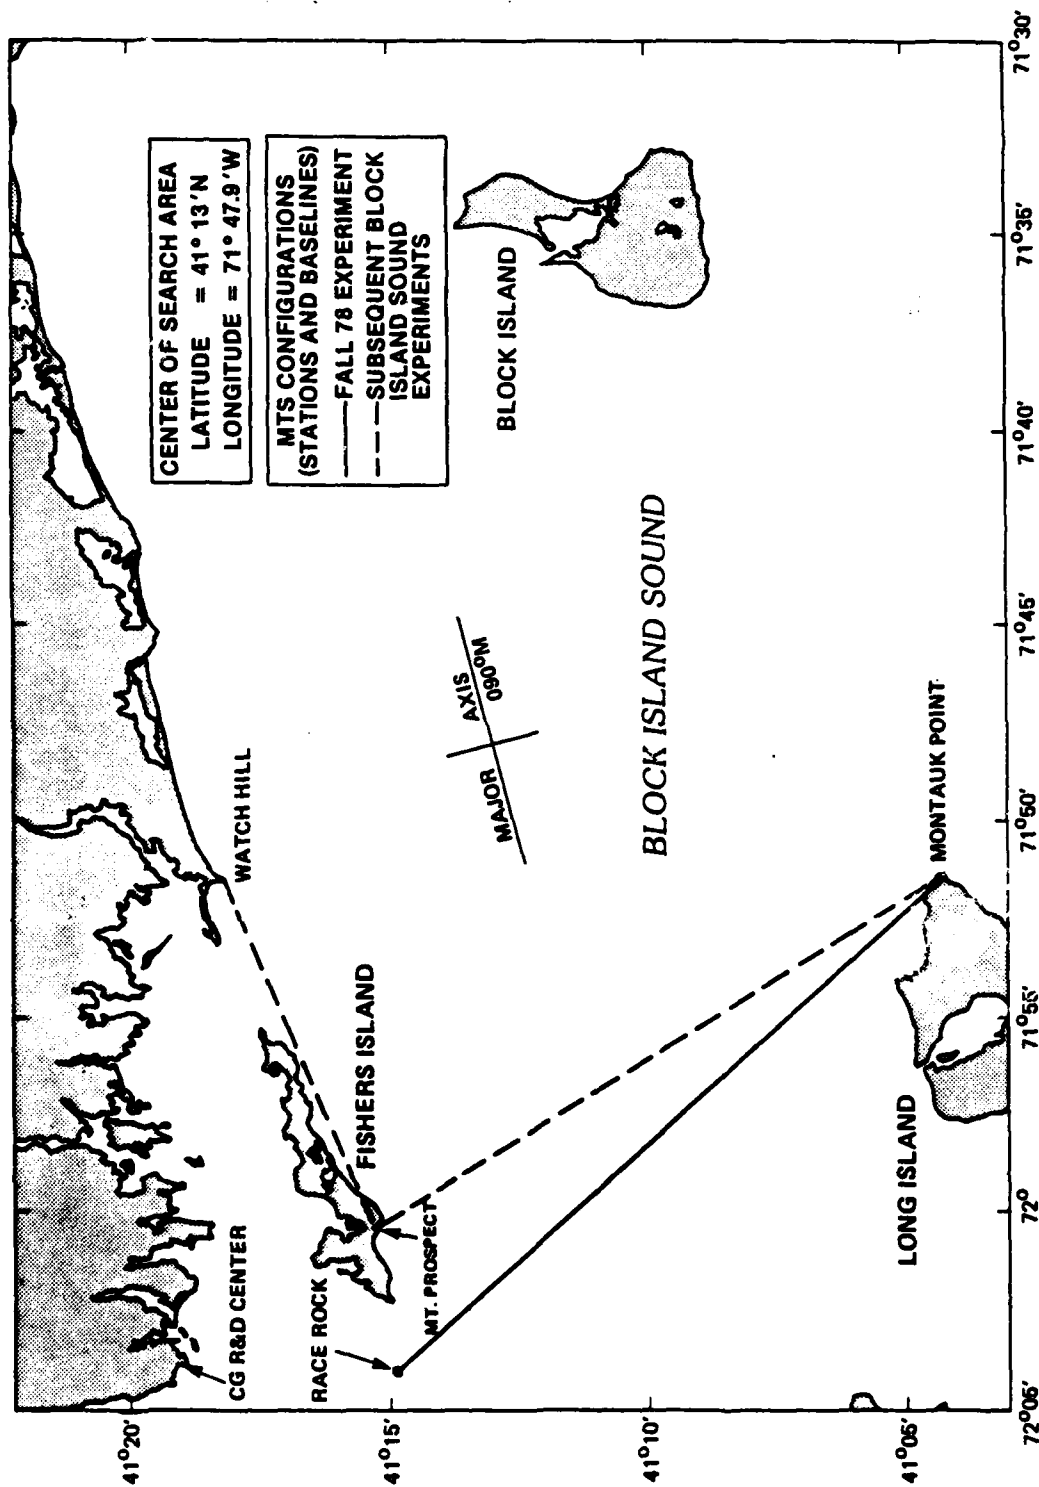 CENTER OF SEARCH AREA
LATITUDE = 41° 13'N
LONGITUDE = 71° 47.9'W
MTS CONFIGURATIONS
(STATIONS AND BASELINES)
FALL 78 EXPERIMENT
SUBSEQUENT BLOCK
ISLAND SOUND
EXPERIMENTS
WATCH HILL
CG R&D CENTER
FISHERS ISLAND
RACE ROCK
MT. PROSPECT
MAJOR AXIS
090°M
BLOCK ISLAND
BLOCK ISLAND SOUND
LONG ISLAND
MONTAUK POINT
41°20'
41°15'
41°10'
41°05'
72°05'
72°
71°55'
71°50'
71°45'
71°40'
71°35'
71°30'